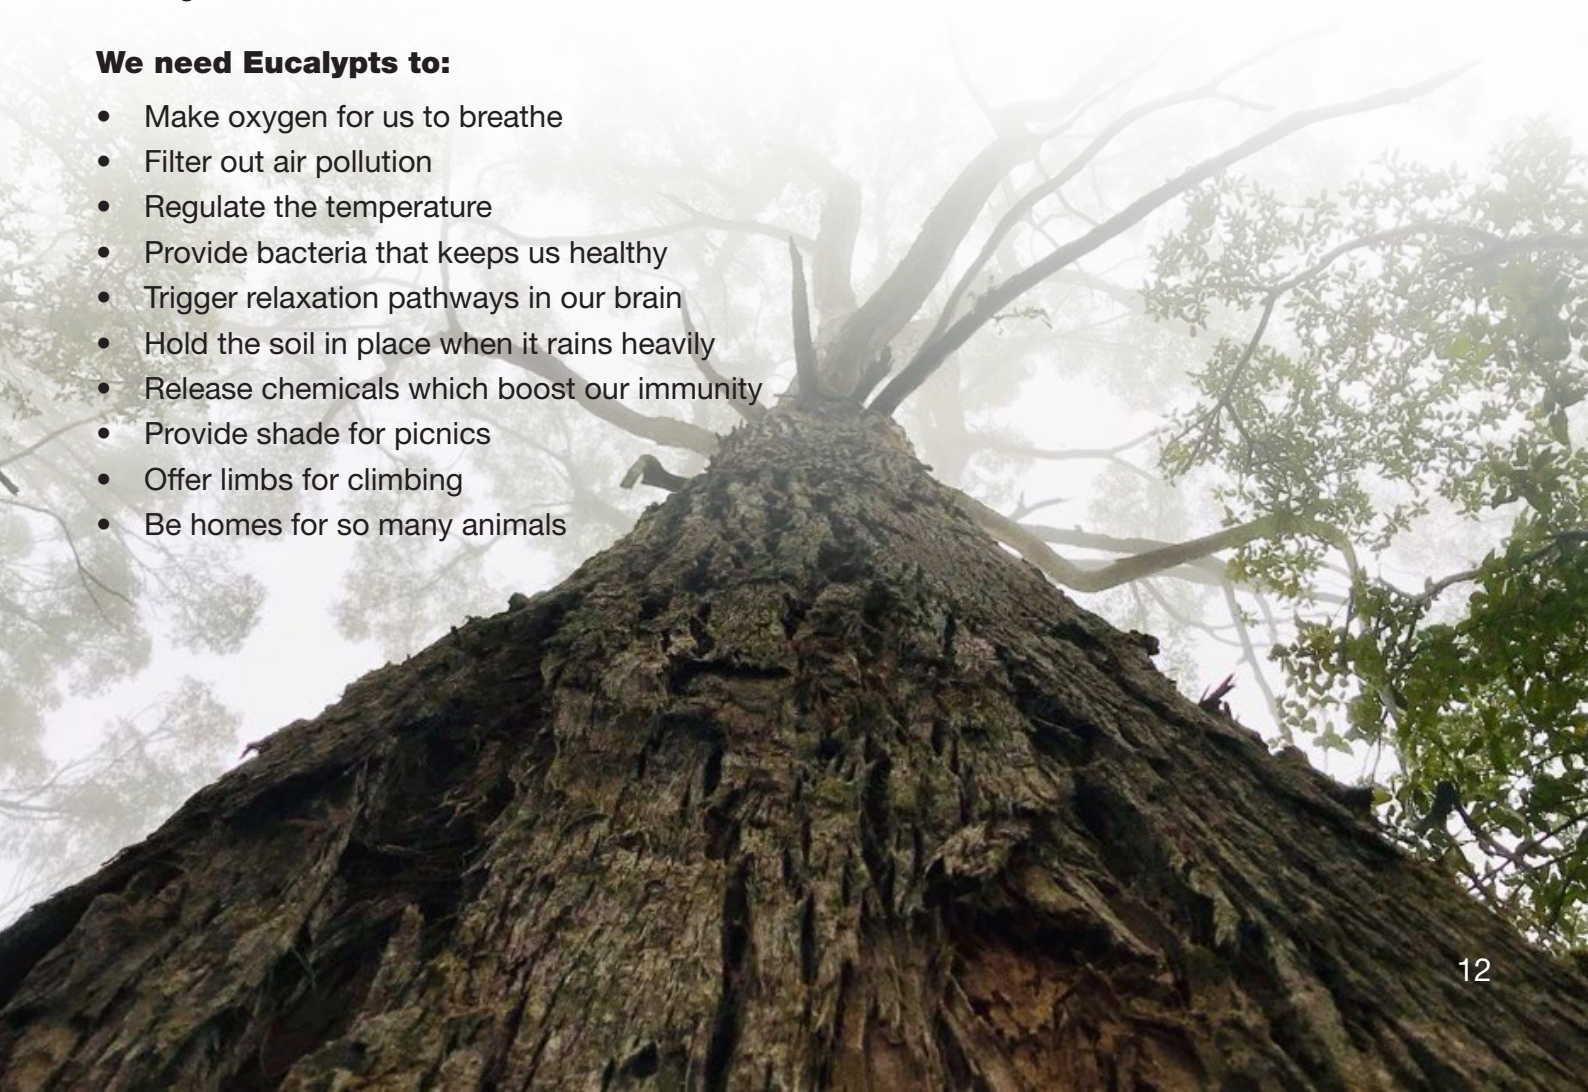 We need Eucalypts to:
• Make oxygen for us to breathe
• Filter out air pollution
• Regulate the temperature
• Provide bacteria that keeps us healthy
• Trigger relaxation pathways in our brain
• Hold the soil in place when it rains heavily
• Release chemicals which boost our immunity
• Provide shade for picnics
• Offer limbs for climbing
• Be homes for so many animals
12